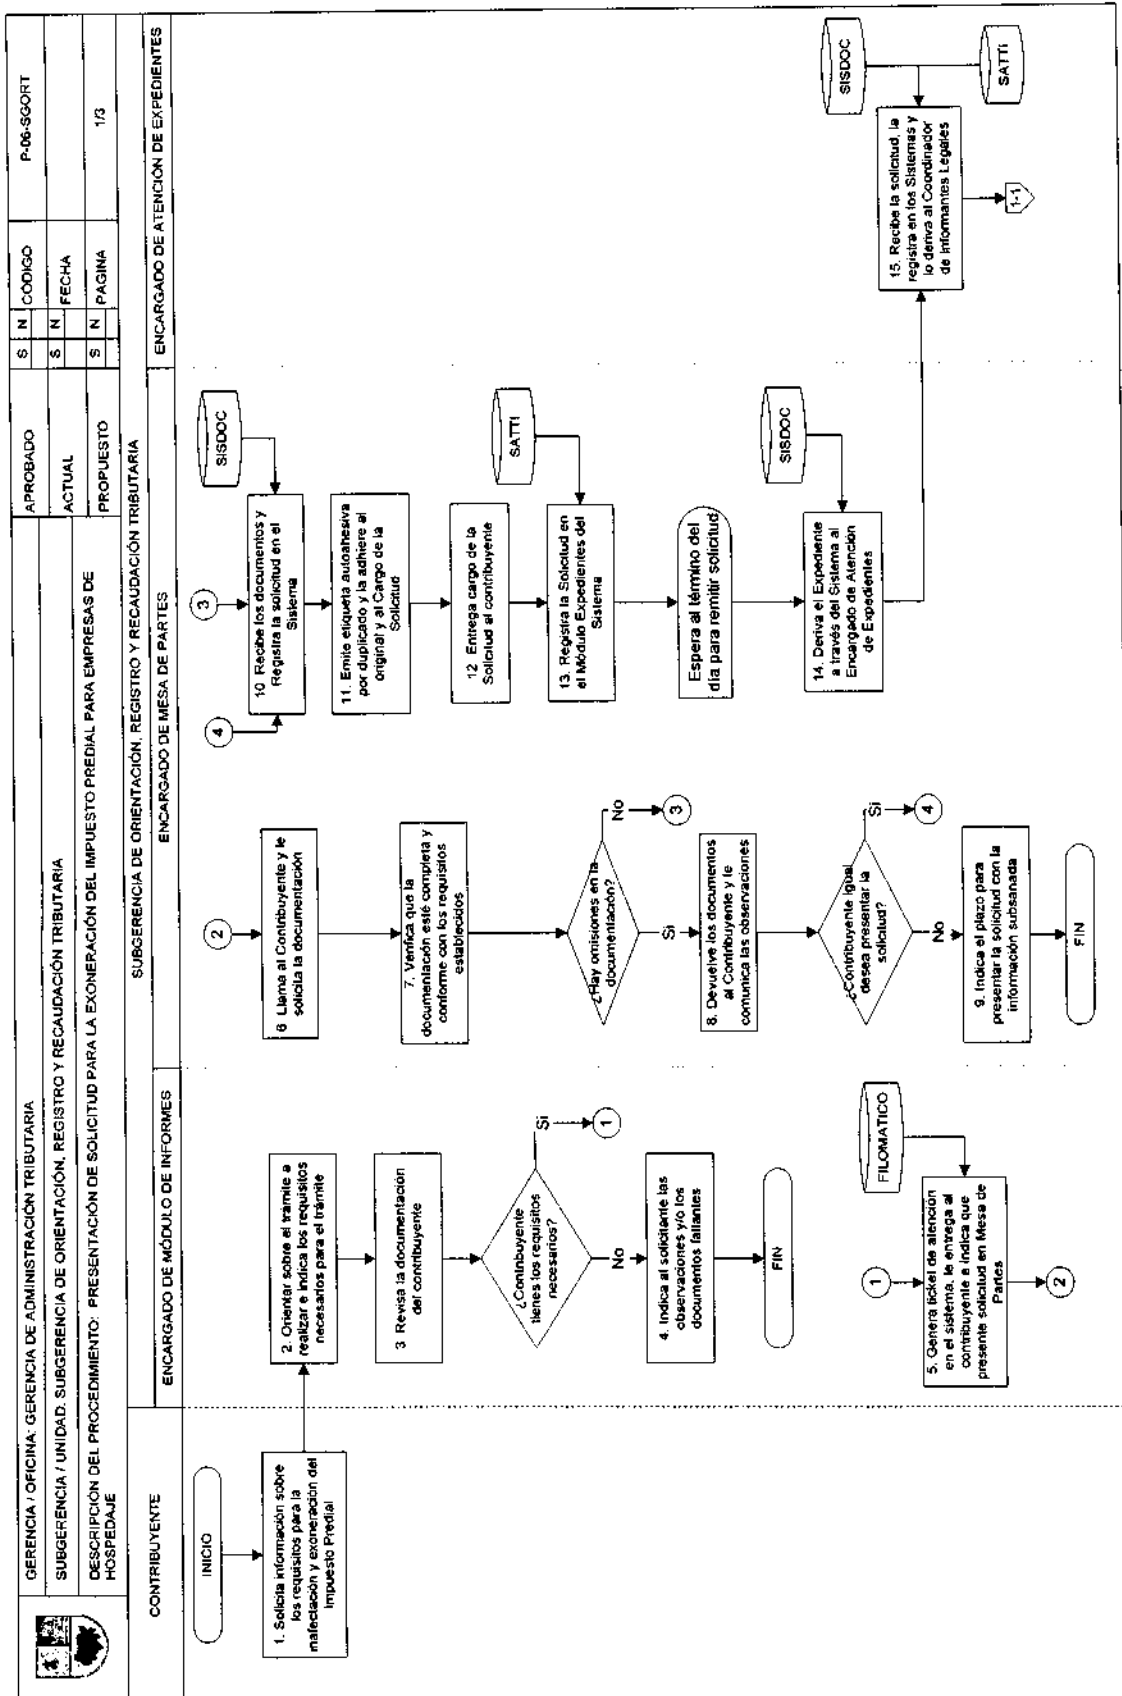 GERENCIA / OFICINA: GERENCIA DE ADMINISTRACIÓN TRIBUTARIA
APROBADO
S
N
CODIGO
P-06-SGORT
SUBGERENCIA / UNIDAD. SUBGERENCIA DE ORIENTACIÓN, REGISTRO Y RECAUDACIÓN TRIBUTARIA
ACTUAL
S
N
FECHA
DESCRIPCIÓN DEL PROCEDIMIENTO: PRESENTACIÓN DE SOLICITUD PARA LA EXONERACIÓN DEL IMPUESTO PREDIAL PARA EMPRESAS DE
HOSPEDAJE
PROPUESTO
S
N
PAGINA
1/3
SUBGERENCIA DE ORIENTACIÓN, REGISTRO Y RECAUDACIÓN TRIBUTARIA
CONTRIBUYENTE
ENCARGADO DE MÓDULO DE INFORMES
ENCARGADO DE MESA DE PARTES
ENCARGADO DE ATENCIÓN DE EXPEDIENTES
INICIO
1. Solicita información sobre
los requisitos para la
inafectación y exoneración del
Impuesto Predial
2. Orientar sobre el trámite a
realizar e indica los requisitos
necesarios para el trámite
3 Revisa la documentación
del contribuyente
¿Contribuyente
tienes los requisitos
necesarios?
Si
1
No
4. Indica al solicitante las
observaciones y/o los
documentos faltantes
FIN
FILOMATICO
1
5. Genera ticket de atención
en el sistema, le entrega al
contribuyente e indica que
presente solicitud en Mesa de
Partes
2
2
6 Llama al Contribuyente y le
solicita la documentación
7. Verifica que la
documentación esté completa y
conforme con los requisitos
establecidos
¿Hay omisiones en la
documentación?
No
3
Si
8. Devuelve los documentos
al Contribuyente y le
comunica las observaciones
¿Contribuyente igual
desea presentar la
solicitud?
Si
4
No
9. Indica el plazo para
presentar la solicitud con la
información subsanada
FIN
3
4
SISDOC
10 Recibe los documentos y
Registra la solicitud en el
Sistema
11. Emite etiqueta autoahesiva
por duplicado y la adhiere al
original y al Cargo de la
Solicitud
12 Entrega cargo de la
Solicitud al contribuyente
SATTI
13. Registra la Solicitud en
el Módulo Expedientes del
Sistema
Espera al término del
día para remitir solicitud
SISDOC
14. Deriva el Expediente
a través del Sistema al
Encargado de Atención
de Expedientes
SISDOC
SATTI
15. Recibe la solicitud, la
registra en los Sistemas y
lo deriva al Coordinador
de Informantes Legales
1-1